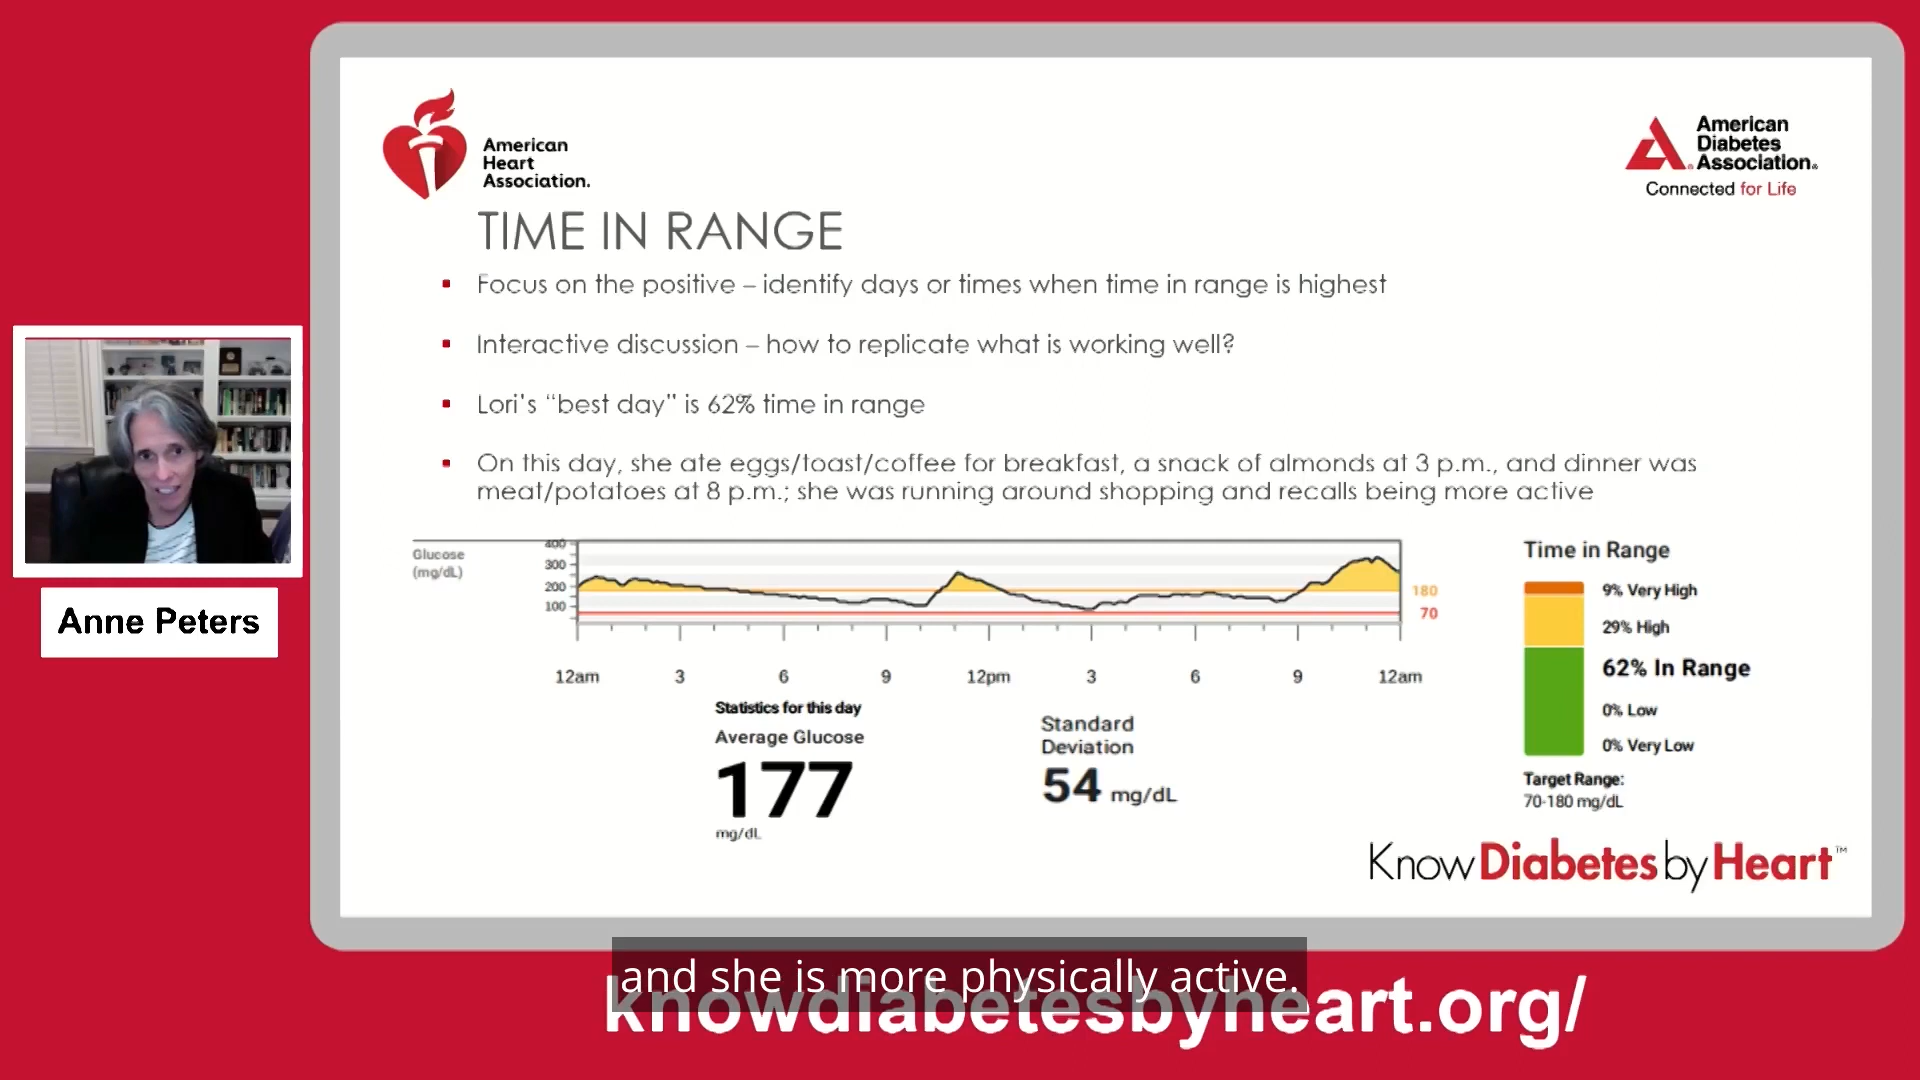 American
Heart
Association.
American
Diabetes
Association®
Connected for Life
TIME IN RANGE
Focus on the positive – identify days or times when time in range is highest
Interactive discussion – how to replicate what is working well?
Lori's “best day” is 62% time in range
On this day, she ate eggs/toast/coffee for breakfast, a snack of almonds at 3 p.m., and dinner was
meat/potatoes at 8 p.m.; she was running around shopping and recalls being more active
Glucose
(mg/dL)
400
300
200
100
180
70
12am 3 6 9 12pm 3 6 9 12am
Statistics for this day
Average Glucose
177
mg/dL
Standard
Deviation
54 mg/dL
Time in Range
9% Very High
29% High
62% In Range
0% Low
0% Very Low
Target Range:
70-180 mg/dL
Know Diabetes by Heart™
Anne Peters
and she is more physically active.
knowdiabetesbyheart.org/